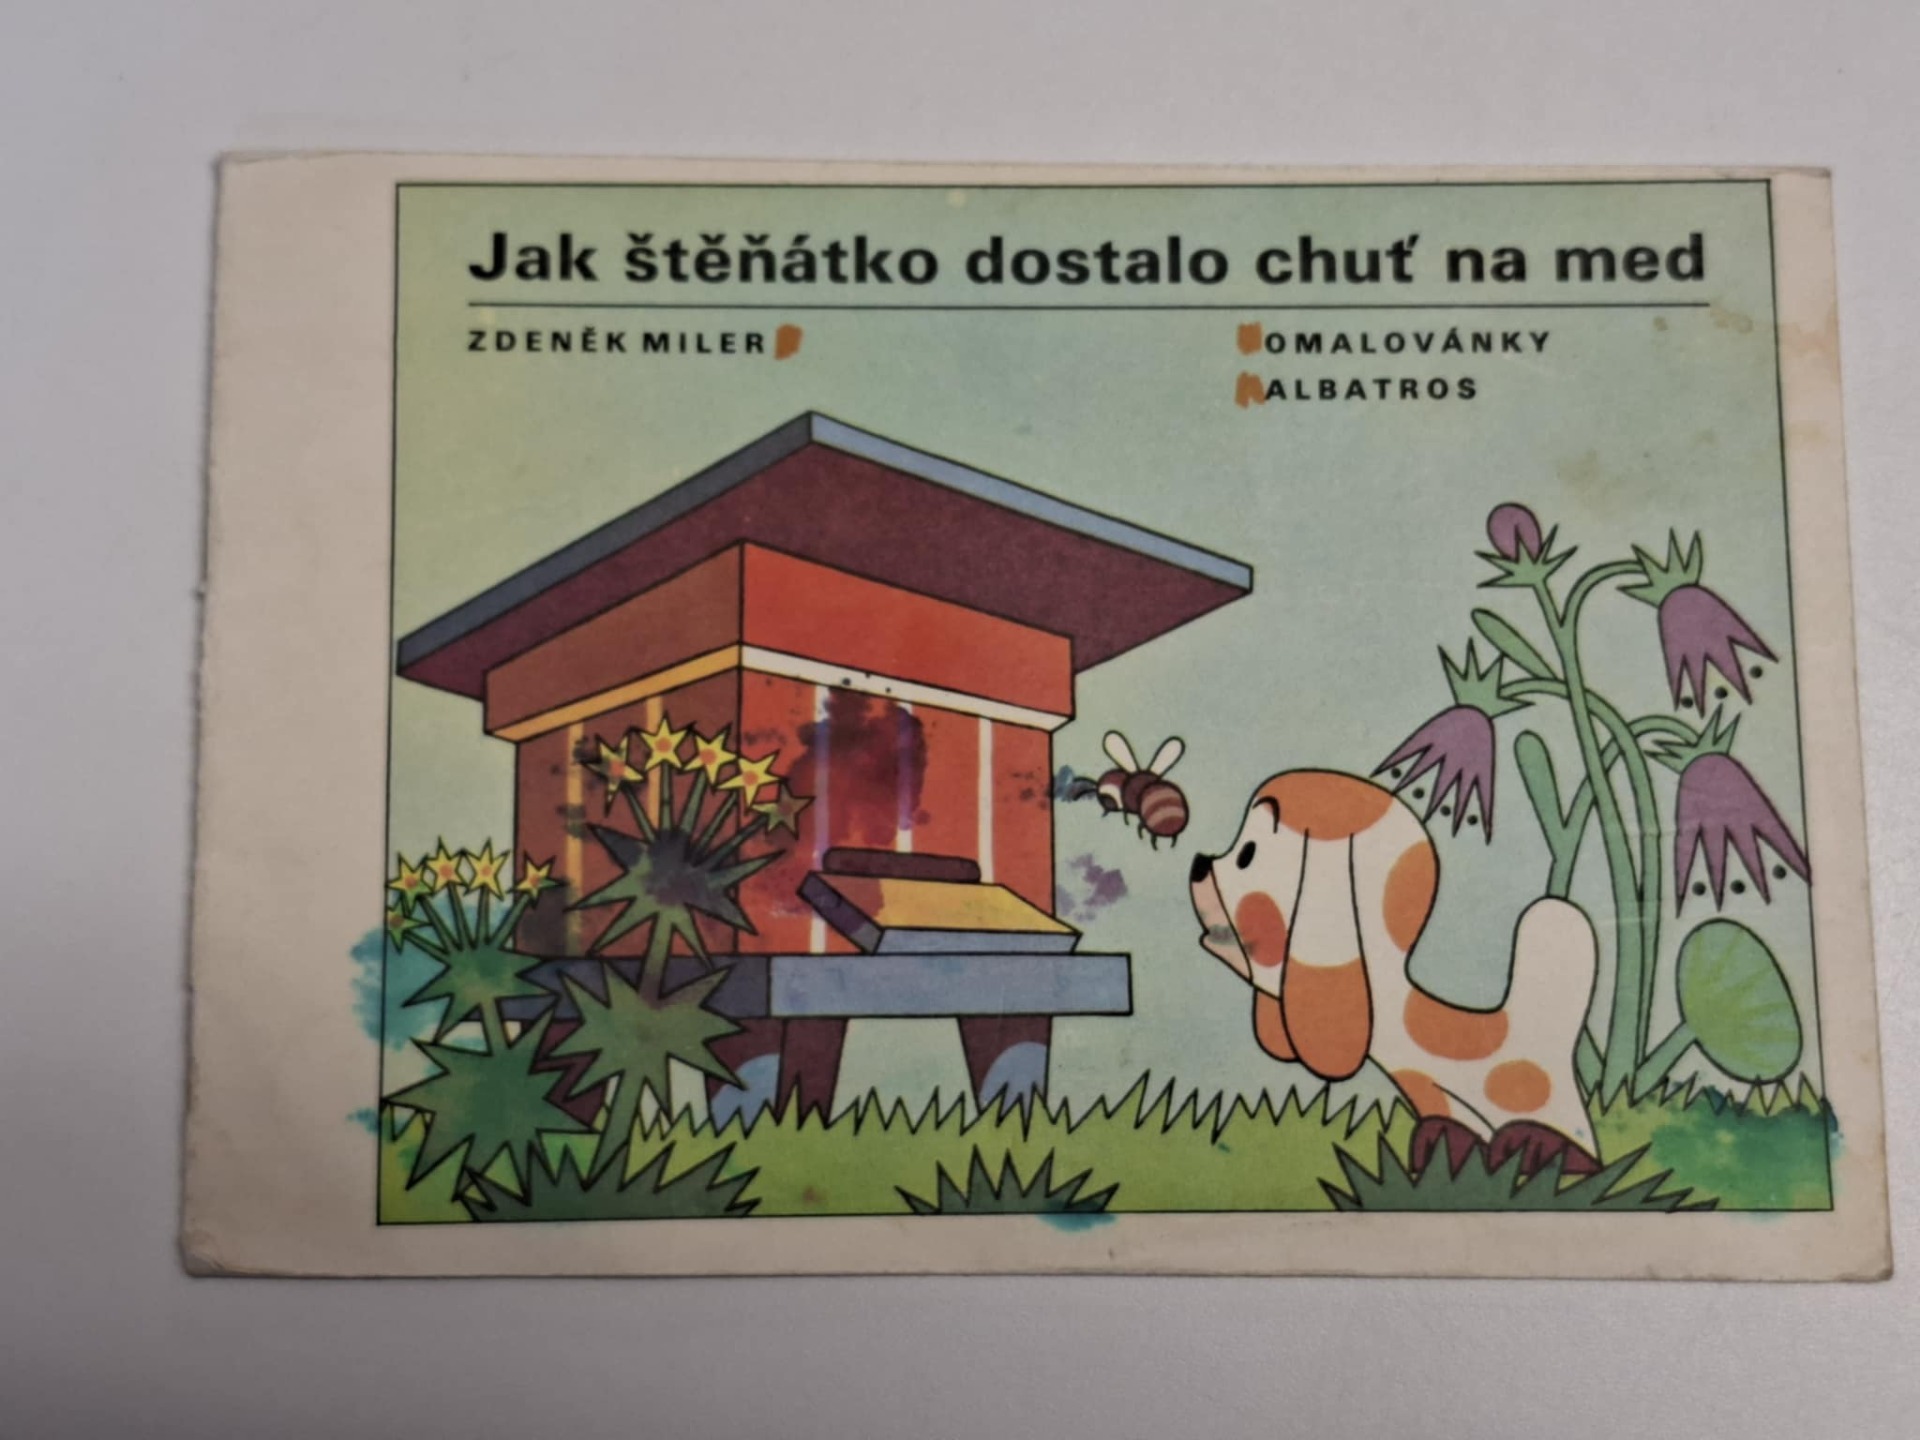 Jak štěňátko dostalo chuť na med
ZDENĚK MILER
OMALOVÁNKY
ALBATROS